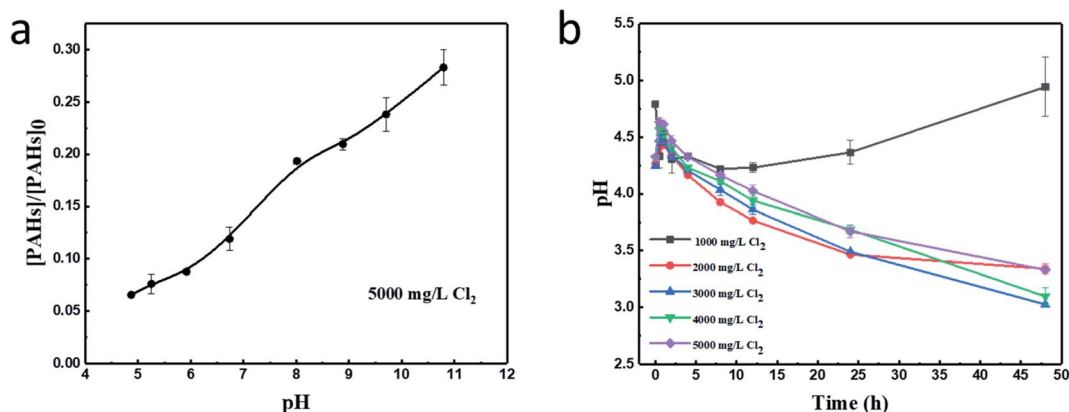 a
[PAHs]/[PAHs]0
0.30
0.25
0.20
0.15
0.10
0.05
0.00
5000 mg/L Cl2
4 5 6 7 8 9 10 11 12
pH
b
pH
5.5
5.0
4.5
4.0
3.5
3.0
2.5
1000 mg/L Cl2
2000 mg/L Cl2
3000 mg/L Cl2
4000 mg/L Cl2
5000 mg/L Cl2
0 5 10 15 20 25 30 35 40 45 50
Time (h)